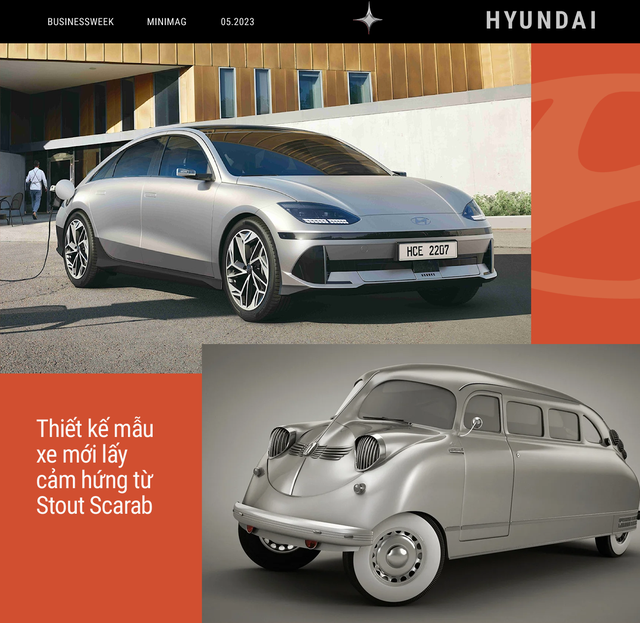 BUSINESSWEEK MINIMAG 05.2023 HYUNDAI
HCE 2207
Thiết kế mẫu
xe mới lấy
cảm hứng từ
Stout Scarab